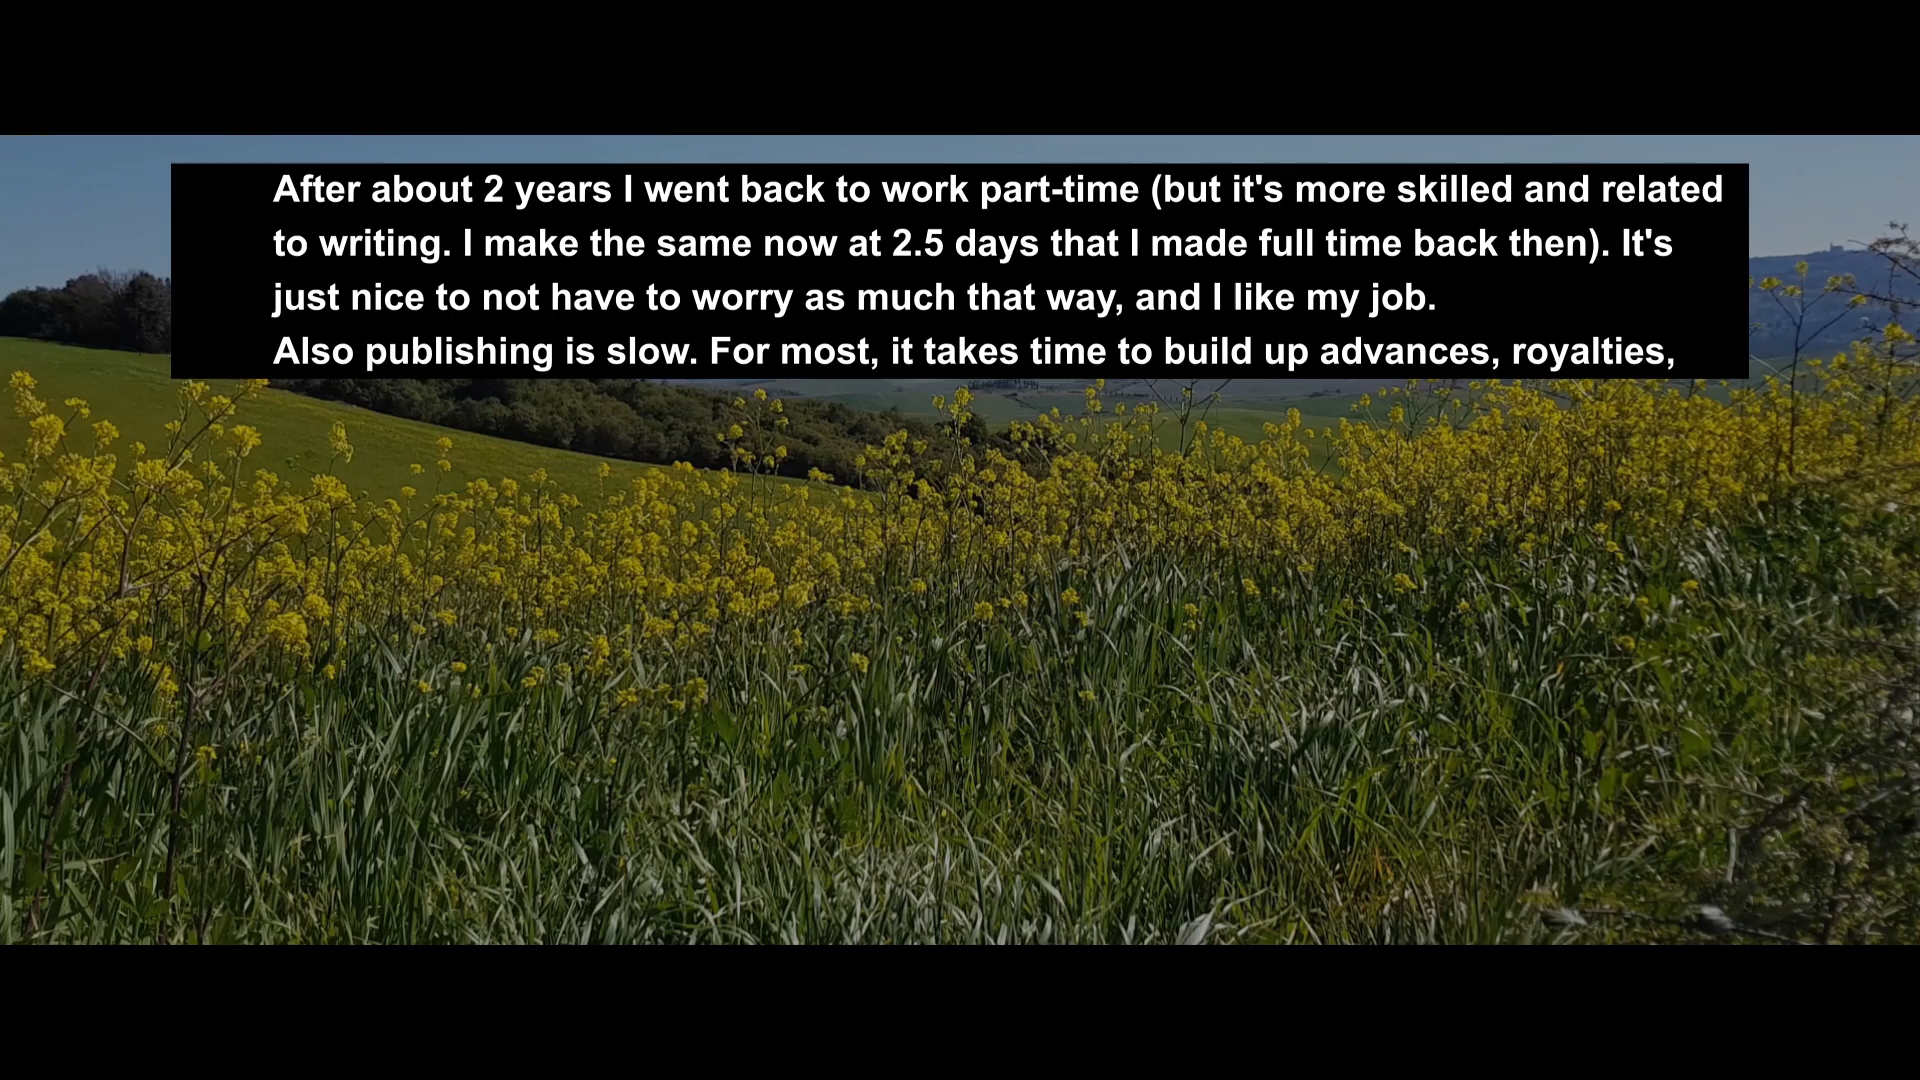 After about 2 years I went back to work part-time (but it's more skilled and related
to writing. I make the same now at 2.5 days that I made full time back then). It's
just nice to not have to worry as much that way, and I like my job.
Also publishing is slow. For most, it takes time to build up advances, royalties,